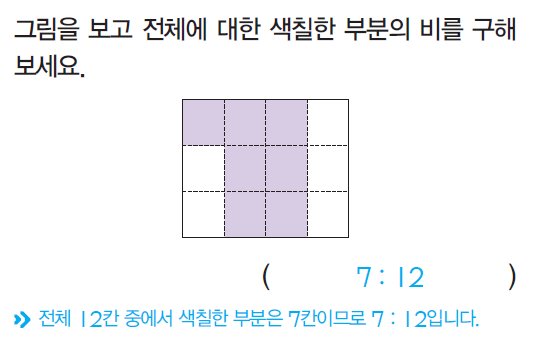 그림을 보고 전체에 대한 색칠한 부분의 비를 구해
보세요.
( 7 : 12 )
» 전체 12칸 중에서 색칠한 부분은 7칸이므로 7 : 12입니다.